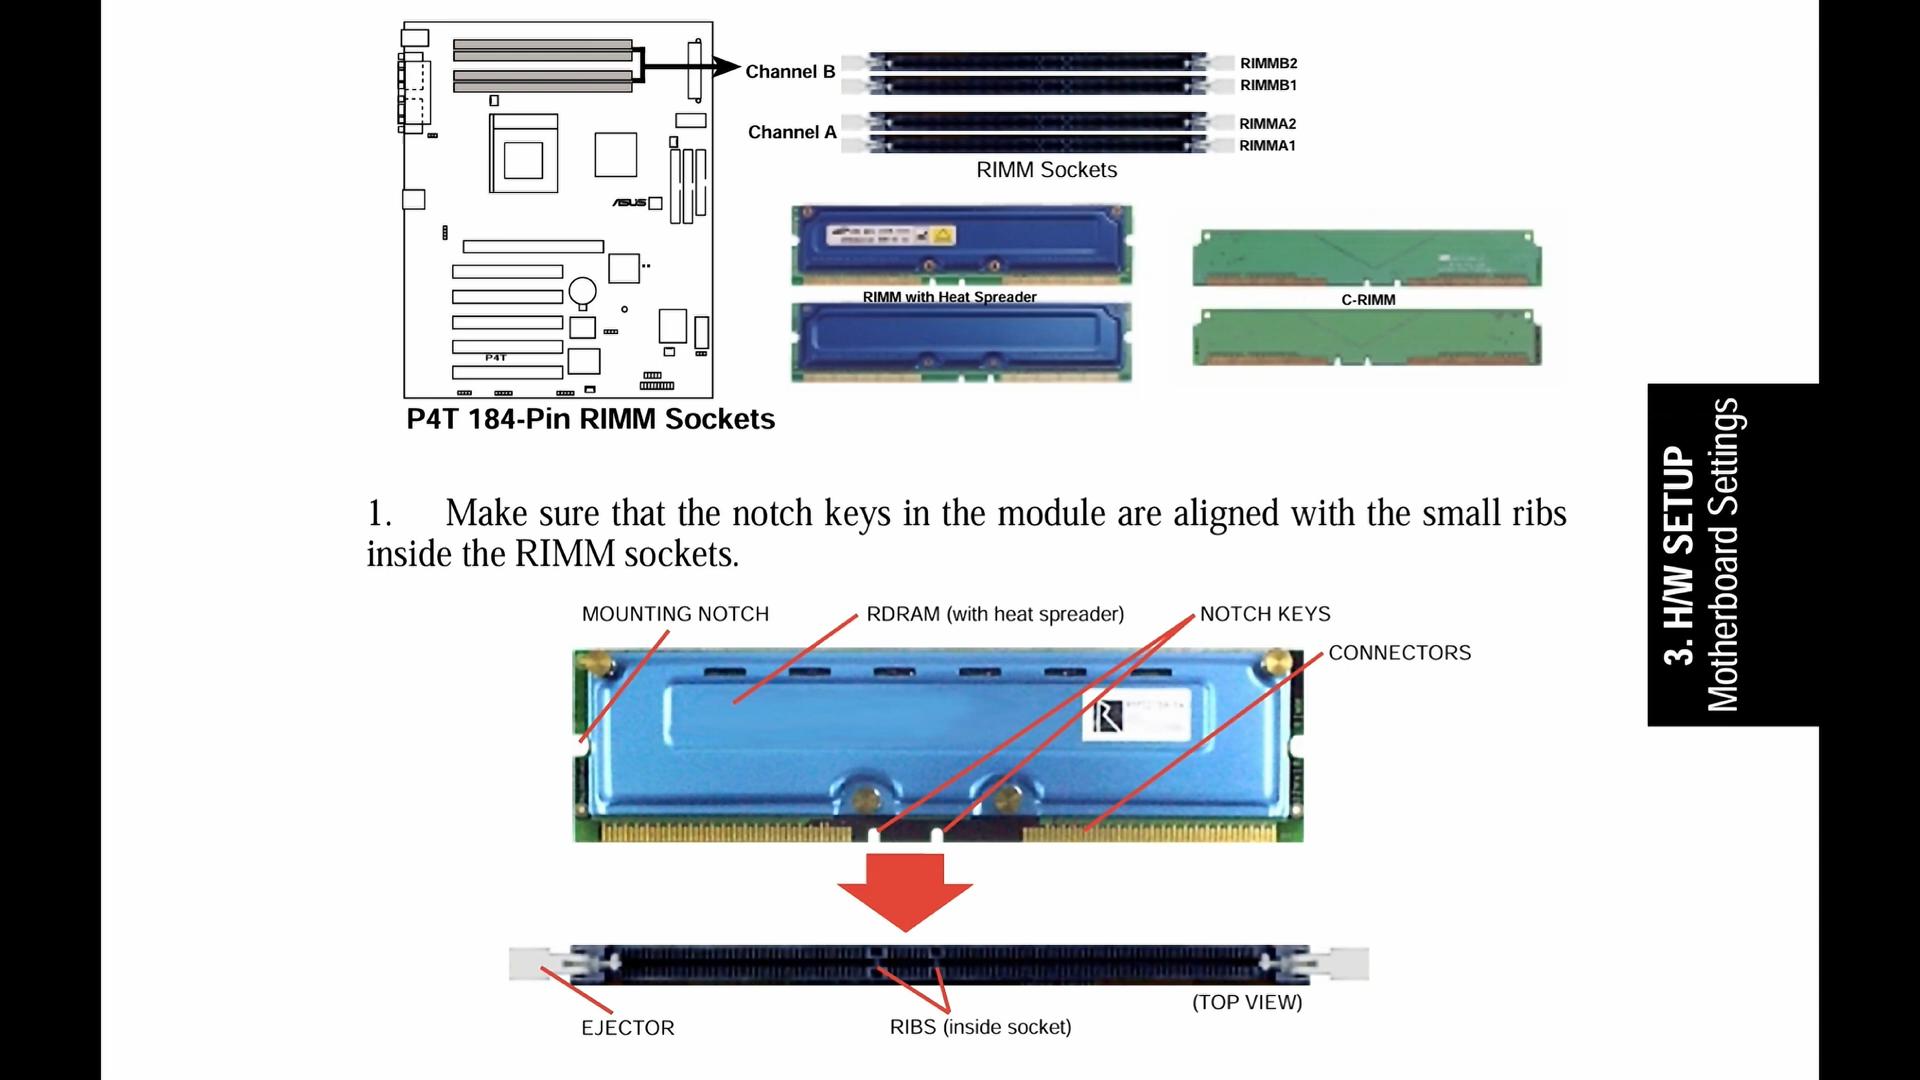 Channel B
RIMMB2
RIMMB1
Channel A
RIMMA2
RIMMA1
RIMM Sockets
ASUS
P4T
RIMM with Heat Spreader
C-RIMM
P4T 184-Pin RIMM Sockets
3. H/W SETUP
Motherboard Settings
1. Make sure that the notch keys in the module are aligned with the small ribs
inside the RIMM sockets.
MOUNTING NOTCH
RDRAM (with heat spreader)
NOTCH KEYS
CONNECTORS
R
EJECTOR
RIBS (inside socket)
(TOP VIEW)